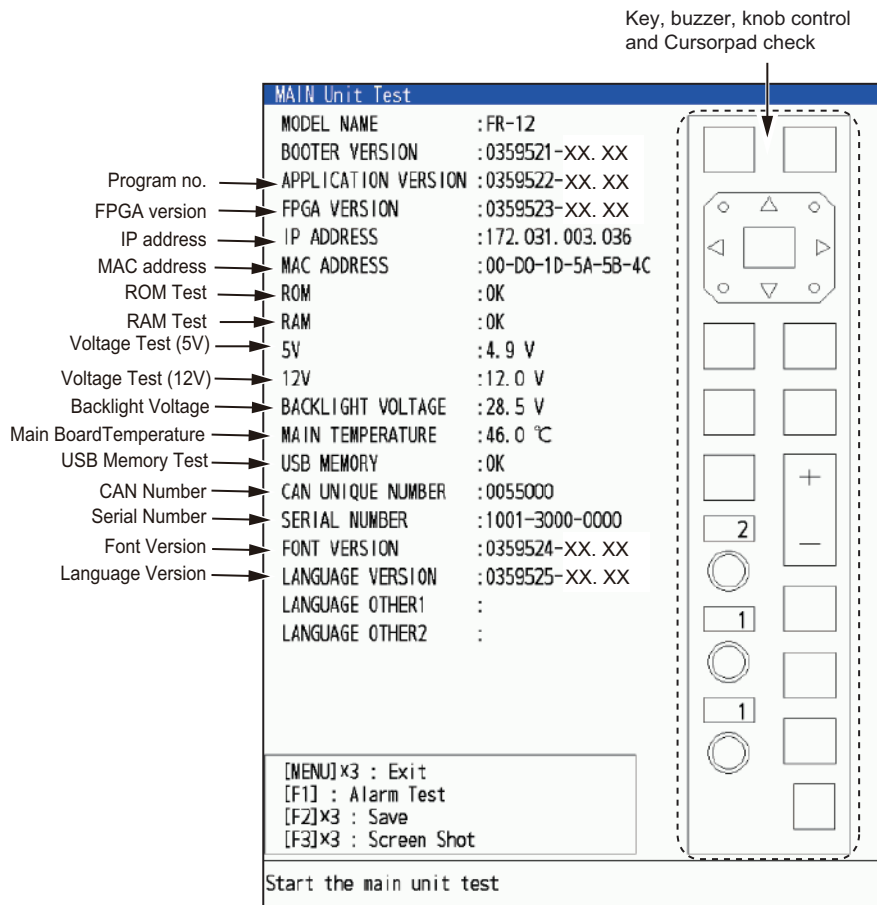 Key, buzzer, knob control
and Cursorpad check
MAIN Unit Test
MODEL NAME :FR-12
BOOTER VERSION :0359521-XX. XX
Program no. APPLICATION VERSION :0359522-XX. XX
FPGA version FPGA VERSION :0359523-XX. XX
IP address IP ADDRESS :172. 031. 003. 036
MAC address MAC ADDRESS :00-D0-1D-5A-5B-4C
ROM Test ROM :OK
RAM Test RAM :OK
Voltage Test (5V) 5V :4. 9 V
Voltage Test (12V) 12V :12. 0 V
Backlight Voltage BACKLIGHT VOLTAGE :28. 5 V
Main BoardTemperature MAIN TEMPERATURE :46. 0 ℃
USB Memory Test USB MEMORY :OK
CAN Number CAN UNIQUE NUMBER :0055000
Serial Number SERIAL NUMBER :1001-3000-0000
Font Version FONT VERSION :0359524-XX. XX
Language Version LANGUAGE VERSION :0359525-XX. XX
LANGUAGE OTHER1 :
LANGUAGE OTHER2 :
+
2
—
1
1
[MENU]×3 : Exit
[F1] : Alarm Test
[F2]×3 : Save
[F3]×3 : Screen Shot
Start the main unit test